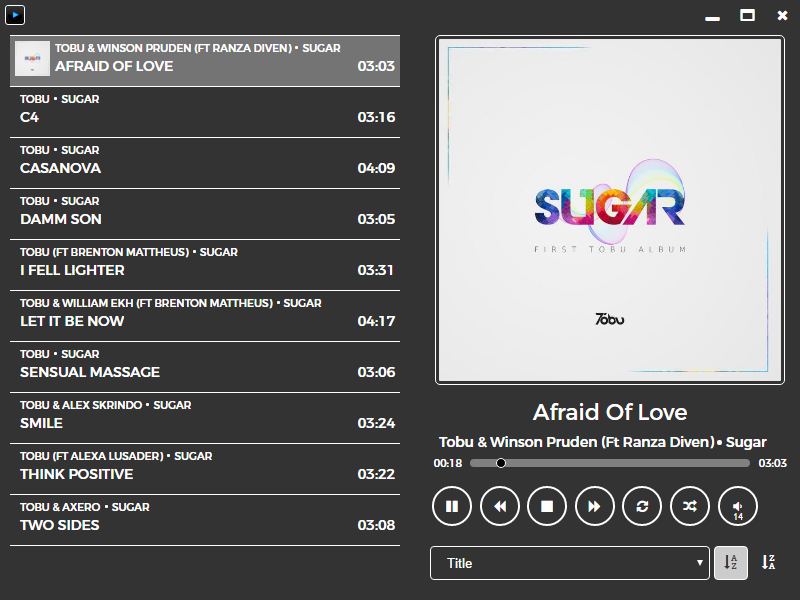 TOBU & WINSON PRUDEN (FT RANZA DIVEN) • SUGAR
AFRAID OF LOVE 03:03
TOBU • SUGAR
C4 03:16
TOBU • SUGAR
CASANOVA 04:09
TOBU • SUGAR
DAMM SON 03:05
TOBU (FT BRENTON MATTHEUS) • SUGAR
I FELL LIGHTER 03:31
TOBU & WILLIAM EKH (FT BRENTON MATTHEUS) • SUGAR
LET IT BE NOW 04:17
TOBU • SUGAR
SENSUAL MASSAGE 03:06
TOBU & ALEX SKRINDO • SUGAR
SMILE 03:24
TOBU (FT ALEXA LUSADER) • SUGAR
THINK POSITIVE 03:22
TOBU & AXERO • SUGAR
TWO SIDES 03:08
SUGAR
FIRST TOBU ALBUM
Tobu
Afraid Of Love
Tobu & Winson Pruden (Ft Ranza Diven) • Sugar
00:18 03:03
14
Title
A Z
Z A